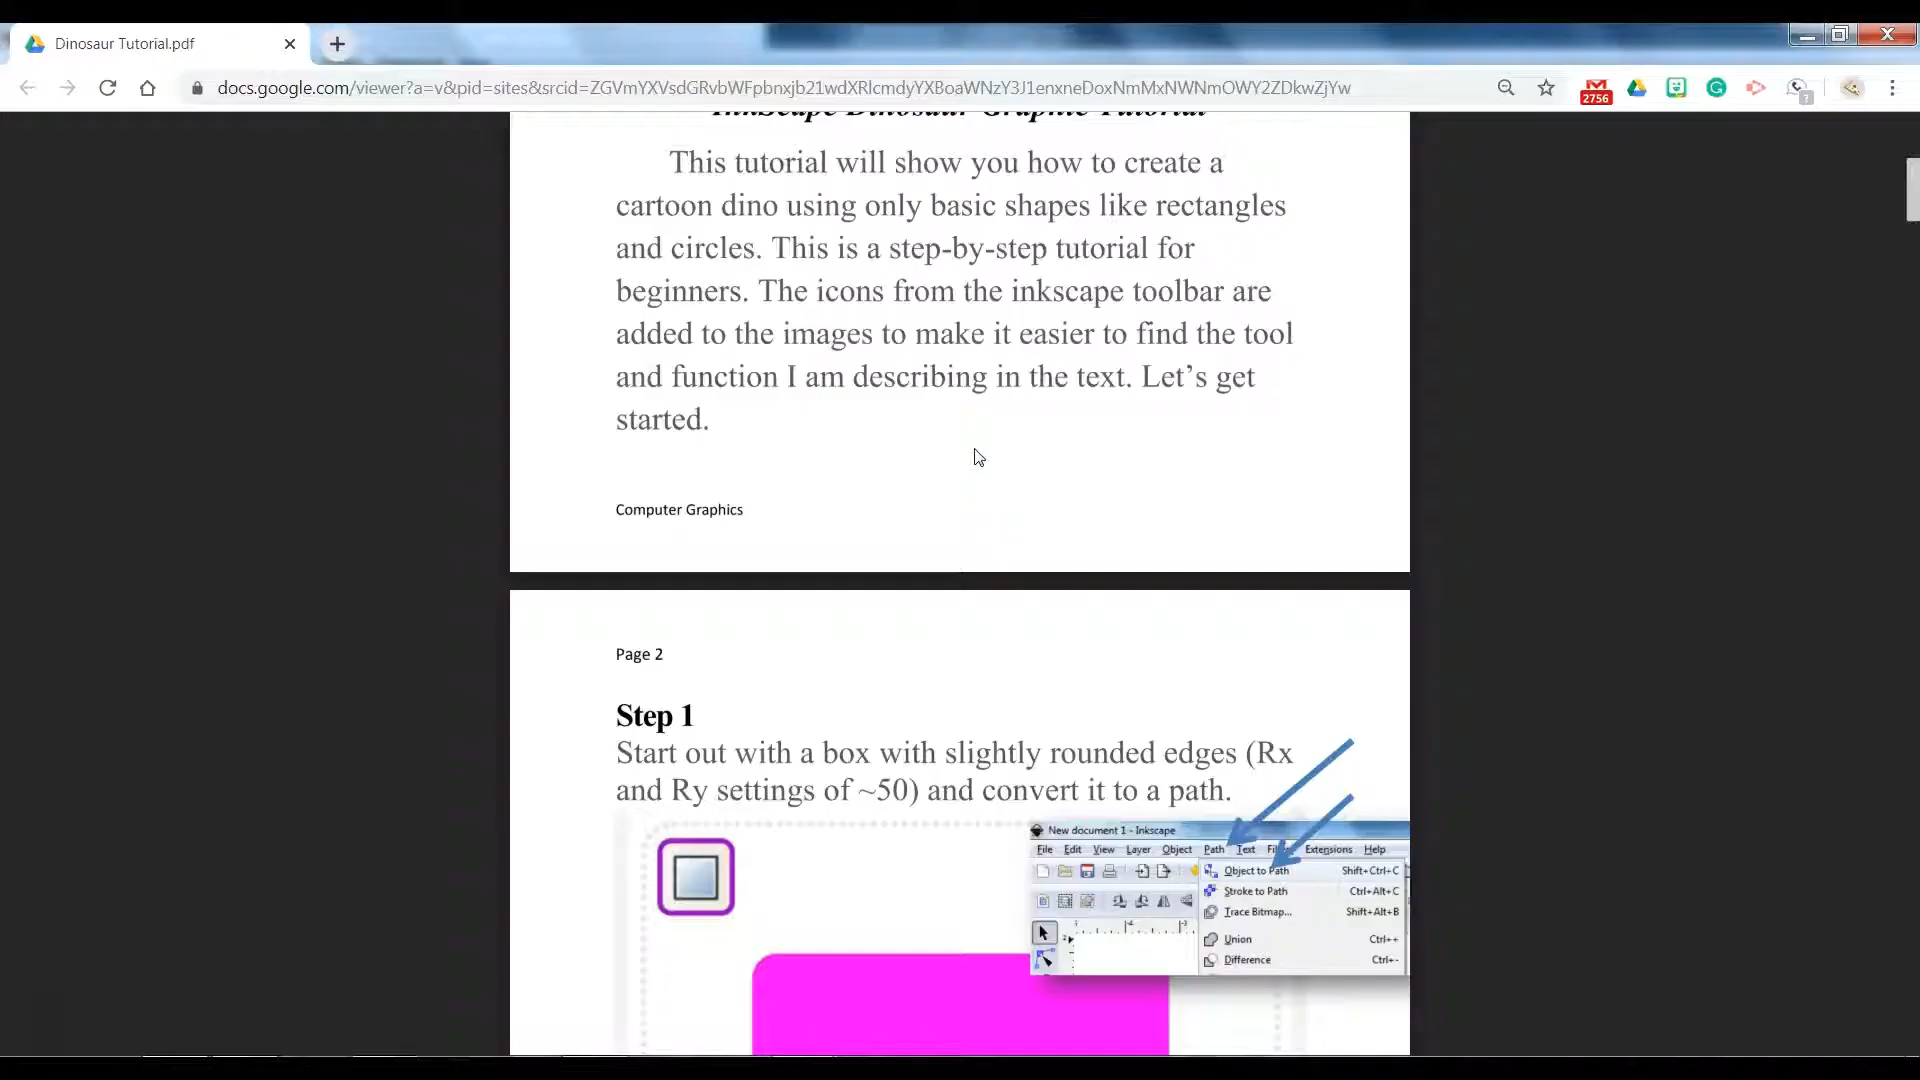 Dinosaur Tutorial.pdf
docs.google.com/viewer?a=v&pid=sites&srcid=ZGVmYXVsdGRvbWFpbnxjb21wdXRlcmdyYXBoaWNzY3J1enxneDoxNmMxNWNmOWY2ZDkwZjYw
2756
InkScape Dinosaur Graphic Tutorial
This tutorial will show you how to create a
cartoon dino using only basic shapes like rectangles
and circles. This is a step-by-step tutorial for
beginners. The icons from the inkscape toolbar are
added to the images to make it easier to find the tool
and function I am describing in the text. Let’s get
started.
Computer Graphics
Page 2
Step 1
Start out with a box with slightly rounded edges (Rx
and Ry settings of ~50) and convert it to a path.
New document 1 - Inkscape
File Edit View Layer Object Path Text Extensions Help
Object to Path Shift+Ctrl+C
Stroke to Path Ctrl+Alt+C
Trace Bitmap... Shift+Alt+B
Union Ctrl++
Difference Ctrl+-